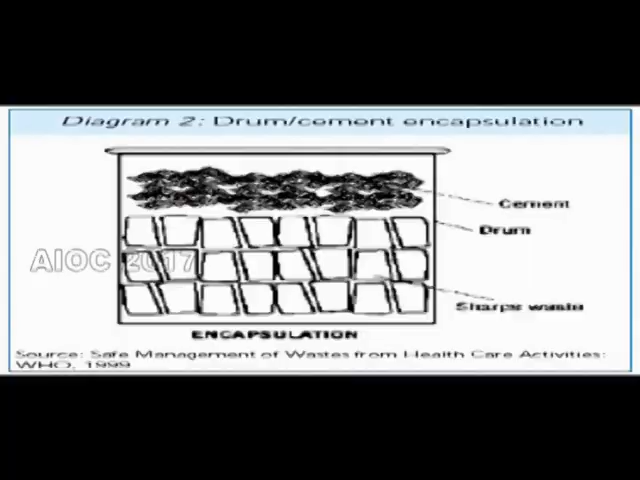 Diagram 2: Drum/cement encapsulation
Cement
Drum
AIOC 2017
Sharps waste
ENCAPSULATION
Source: Safe Management of Wastes from Health Care Activities:
WHO, 1999